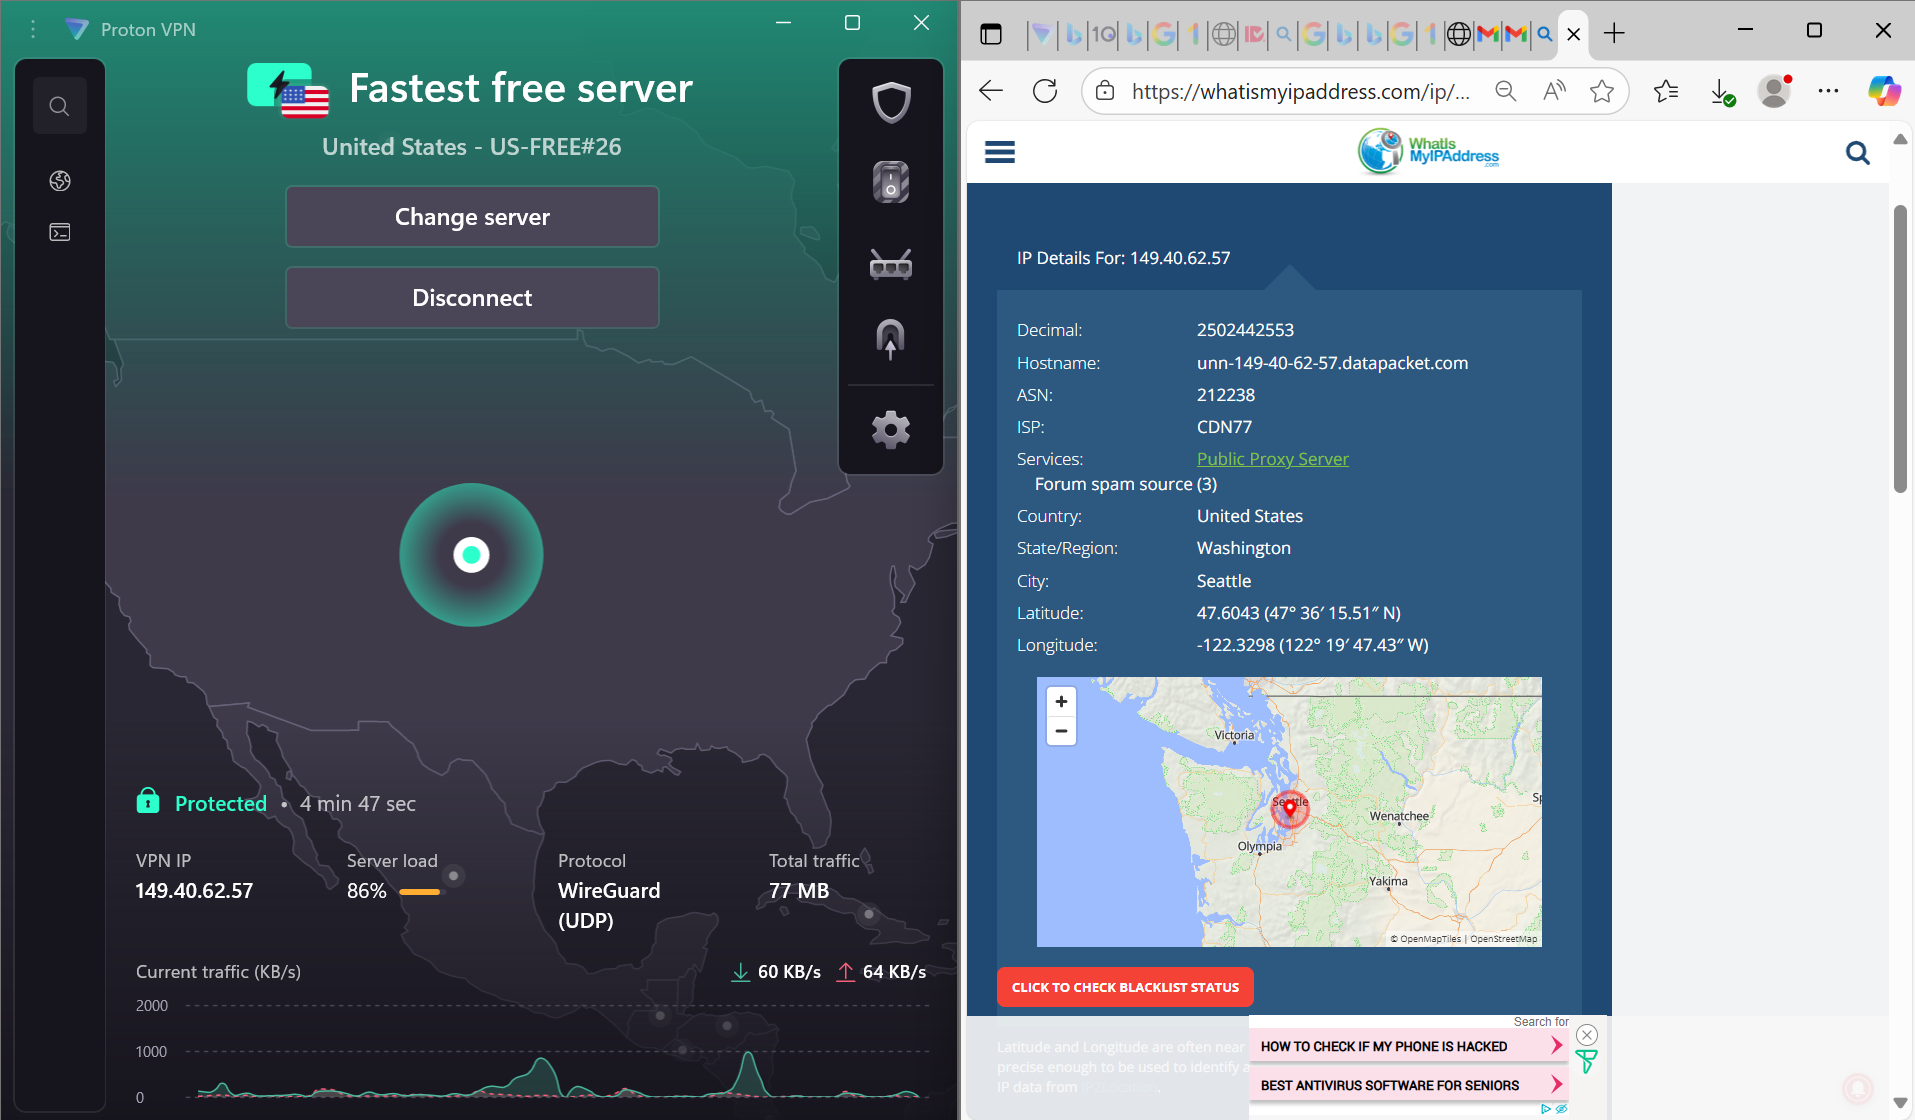 Proton VPN
Fastest free server
United States - US-FREE#26
Change server
Disconnect
Protected • 4 min 47 sec
VPN IP
149.40.62.57
Server load
86%
Protocol
WireGuard
(UDP)
Total traffic
77 MB
Current traffic (KB/s)
60 KB/s
64 KB/s
2000
1000
0
https://whatismyipaddress.com/ip/...
WhatIs
MyIPAddress
.com
IP Details For: 149.40.62.57
Decimal: 2502442553
Hostname: unn-149-40-62-57.datapacket.com
ASN: 212238
ISP: CDN77
Services: Public Proxy Server
Forum spam source (3)
Country: United States
State/Region: Washington
City: Seattle
Latitude: 47.6043 (47° 36′ 15.51″ N)
Longitude: -122.3298 (122° 19′ 47.43″ W)
+
−
Victoria
Seattle
Sp
Wenatchee
Olympia
Yakima
© OpenMapTiles | OpenStreetMap
CLICK TO CHECK BLACKLIST STATUS
Latitude and Longitude are often near
precise enough to be used to identify a
IP data from
Search for
HOW TO CHECK IF MY PHONE IS HACKED
BEST ANTIVIRUS SOFTWARE FOR SENIORS